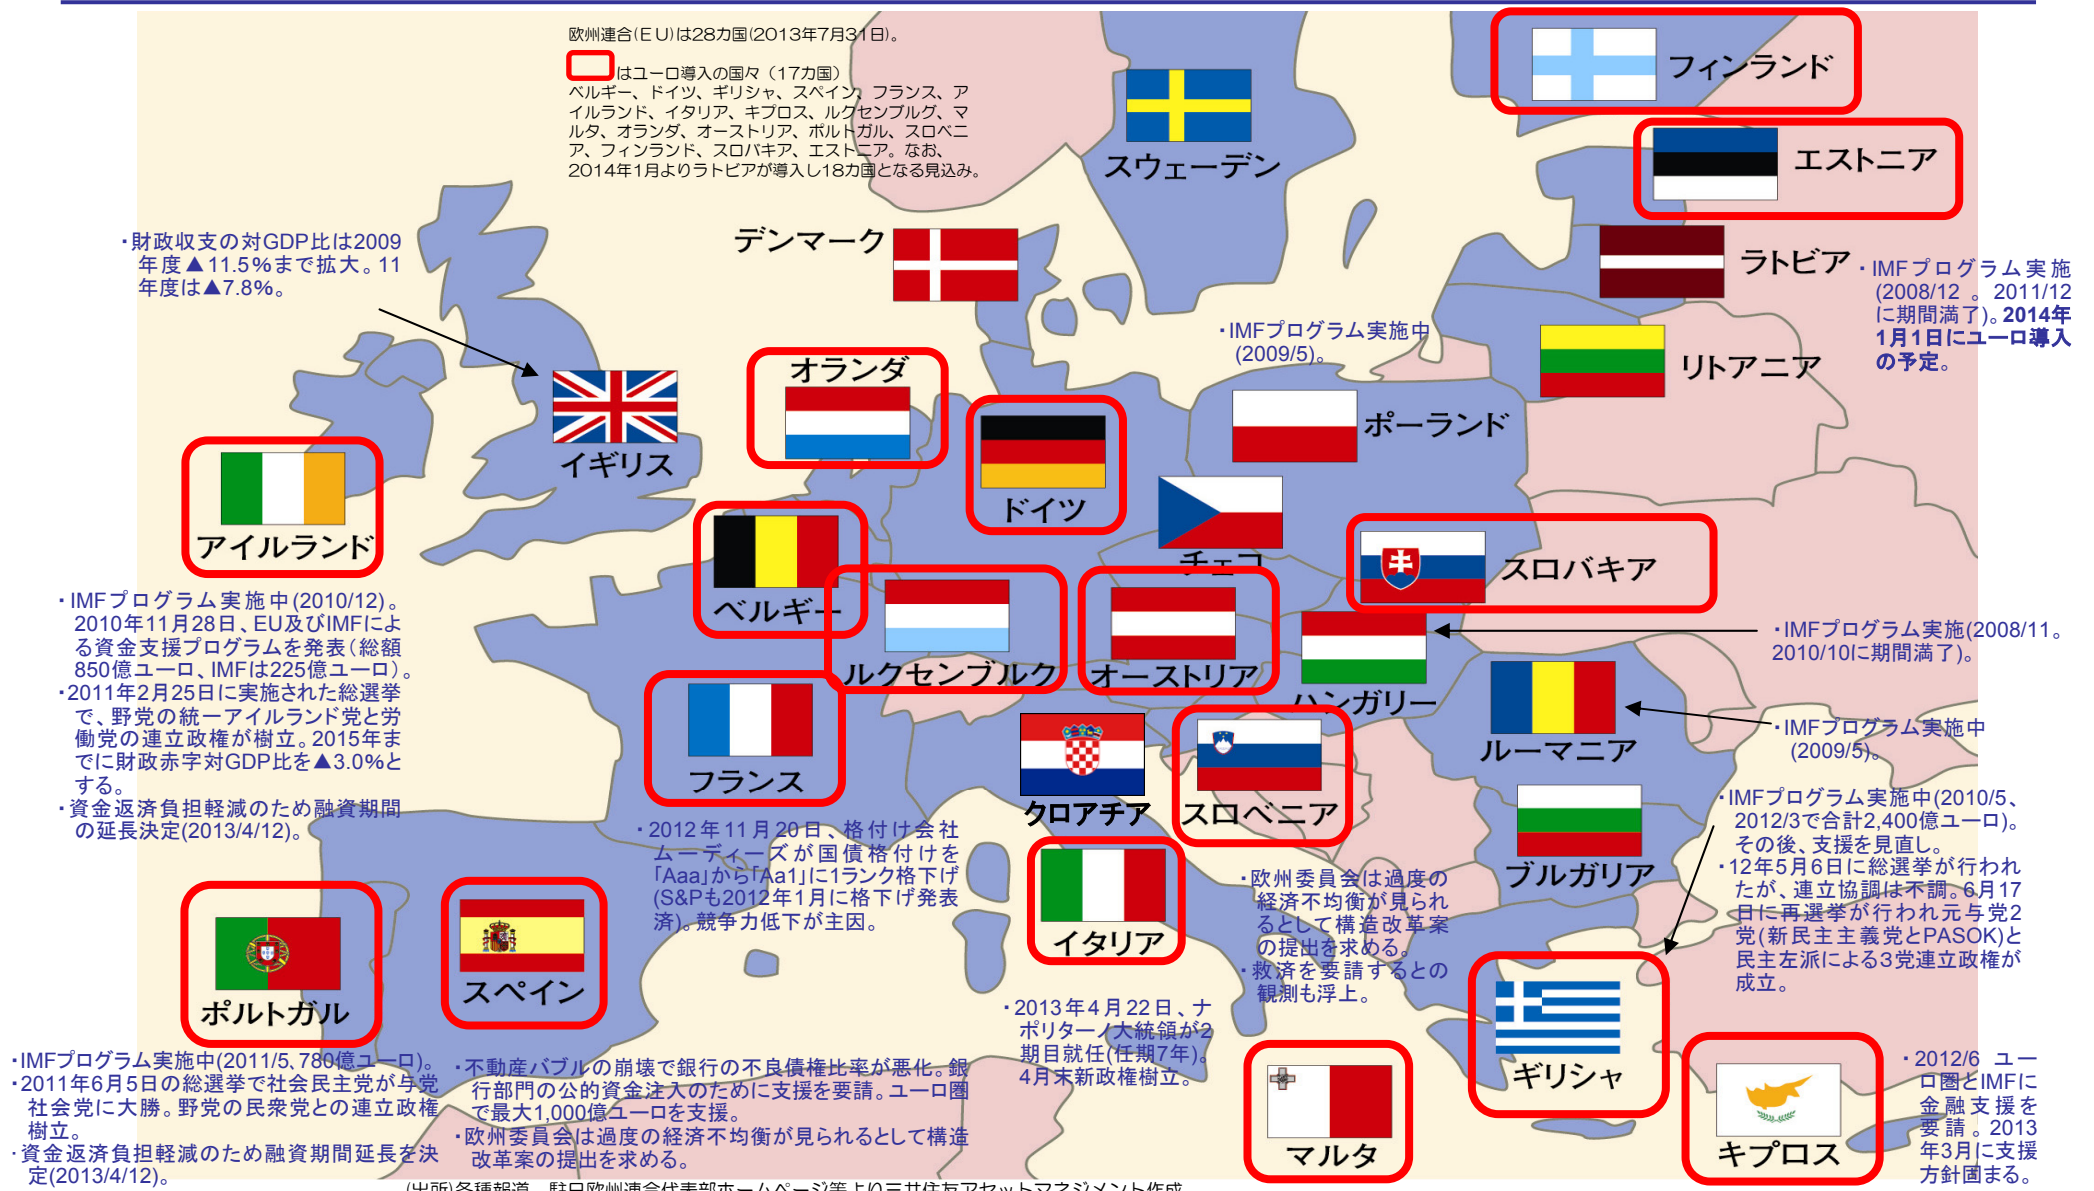 欧州連合(EU)は28カ国(2013年7月31日)。
はユーロ導入の国々（17カ国）
ベルギー、ドイツ、ギリシャ、スペイン、フランス、ア
イルランド、イタリア、キプロス、ルクセンブルグ、マ
ルタ、オランダ、オーストリア、ポルトガル、スロベニ
ア、フィンランド、スロバキア、エストニア。なお、
2014年1月よりラトビアが導入し18カ国となる見込み。
フィンランド
スウェーデン
エストニア
デンマーク
ラトビア
・IMFプログラム実施
(2008/12 。 2011/12
に期間満了)。2014年
1月1日にユーロ導入
の予定。
・財政収支の対GDP比は2009
年度▲11.5%まで拡大。11
年度は▲7.8%。
・IMFプログラム実施中
(2009/5)。
リトアニア
オランダ
ポーランド
イギリス
ドイツ
アイルランド
チェコ
スロバキア
ベルギー
ルクセンブルク
オーストリア
ハンガリー
・IMFプログラム実施(2008/11。
2010/10に期間満了)。
・IMFプログラム実施中(2010/12)。
2010年11月28日、EU及びIMFによ
る資金支援プログラムを発表（総額
850億ユーロ、IMFは225億ユーロ）。
・2011年2月25日に実施された総選挙
で、野党の統一アイルランド党と労
働党の連立政権が樹立。2015年ま
でに財政赤字対GDP比を▲3.0%と
する。
・資金返済負担軽減のため融資期間
の延長決定(2013/4/12)。
フランス
クロアチア
スロベニア
ルーマニア
・IMFプログラム実施中
(2009/5)。
・2012年11月20日、格付け会社
ムーディーズが国債格付けを
「Aaa」から「Aa1」に1ランク格下げ
(S&Pも2012年1月に格下げ発表
済)。競争力低下が主因。
ブルガリア
・IMFプログラム実施中(2010/5、
2012/3で合計2,400億ユーロ)。
その後、支援を見直し。
・12年5月6日に総選挙が行われ
たが、連立協調は不調。6月17
日に再選挙が行われ元与党2
党(新民主主義党とPASOK)と
民主左派による3党連立政権が
成立。
イタリア
・欧州委員会は過度の
経済不均衡が見られ
るとして構造改革案
の提出を求める。
・救済を要請するとの
観測も浮上。
ポルトガル
スペイン
・2013年4月22日、ナ
ポリターノ大統領が2
期目就任(任期7年)。
4月末新政権樹立。
ギリシャ
・IMFプログラム実施中(2011/5、780億ユーロ)。
・2011年6月5日の総選挙で社会民主党が与党
社会党に大勝。野党の民衆党との連立政権
樹立。
・資金返済負担軽減のため融資期間延長を決
定(2013/4/12)。
・不動産バブルの崩壊で銀行の不良債権比率が悪化。銀
行部門の公的資金注入のために支援を要請。ユーロ圏
で最大1,000億ユーロを支援。
・欧州委員会は過度の経済不均衡が見られるとして構造
改革案の提出を求める。
マルタ
キプロス
・2012/6 ユー
ロ圏とIMFに
金融支援を
要請。2013
年3月に支援
方針固まる。
(出所)各種報道、駐日欧州連合代表部ホームページ等より三井住友アセットマネジメント作成